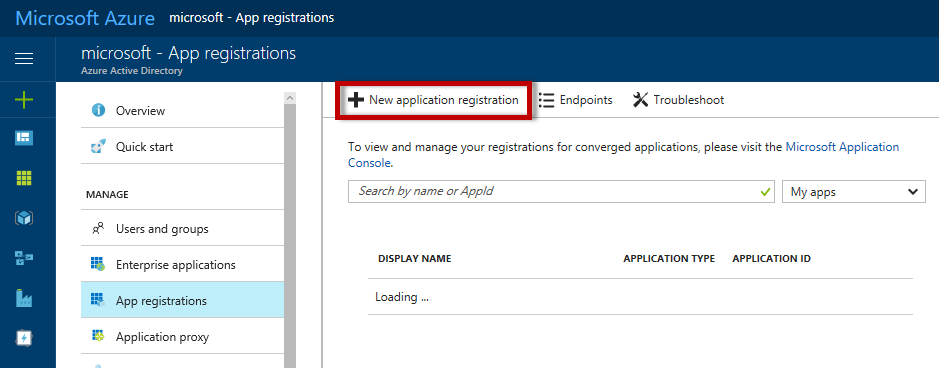 Microsoft Azure microsoft - App registrations
microsoft - App registrations
Azure Active Directory
Overview
Quick start
MANAGE
Users and groups
Enterprise applications
App registrations
Application proxy
New application registration Endpoints Troubleshoot
To view and manage your registrations for converged applications, please visit the Microsoft Application
Console.
Search by name or AppId My apps
DISPLAY NAME APPLICATION TYPE APPLICATION ID
Loading ...